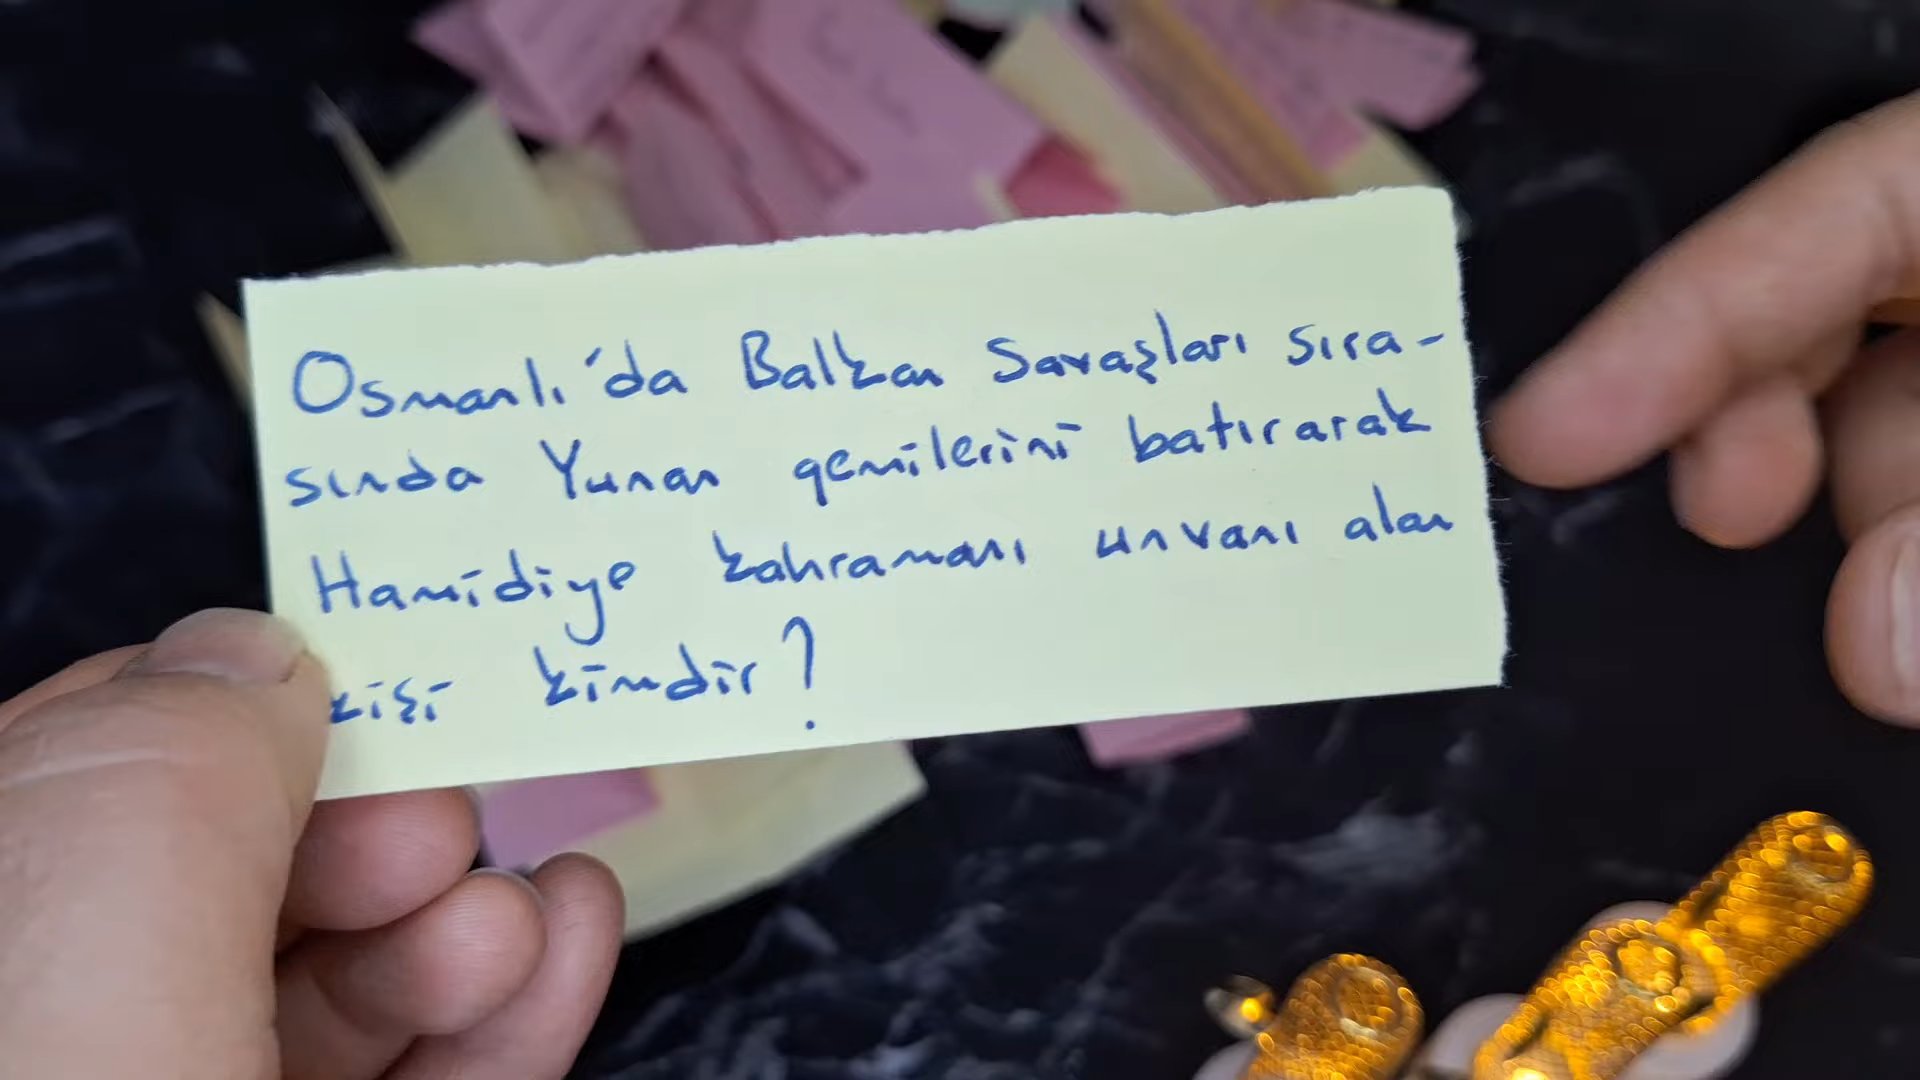 Osmanlı'da Balkan Savaşları sıra-
sında Yunan gemilerini batırarak
Hamidiye kahramanı unvanı alan
kişi kimdir?